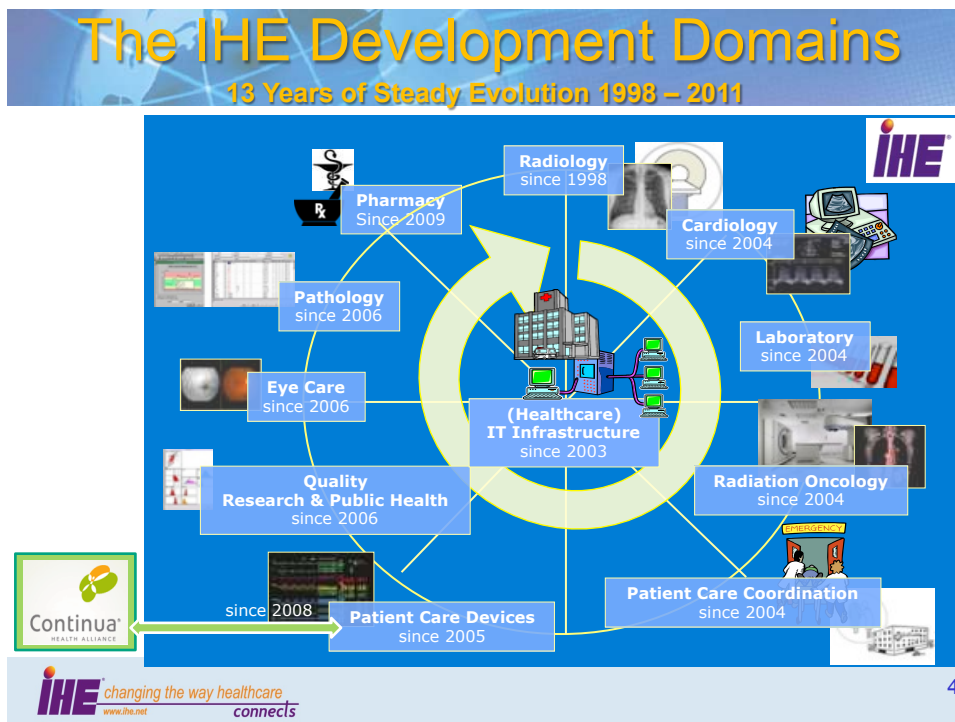 The IHE Development Domains
13 Years of Steady Evolution 1998 – 2011
IHE
Radiology
since 1998
Pharmacy
Since 2009
Rx
Cardiology
since 2004
Pathology
since 2006
Laboratory
since 2004
Eye Care
since 2006
(Healthcare)
IT Infrastructure
since 2003
Quality
Research & Public Health
since 2006
Radiation Oncology
since 2004
EMERGENCY
Patient Care Coordination
since 2004
since 2008
Patient Care Devices
since 2005
Continua®
HEALTH ALLIANCE
IHE
changing the way healthcare
www.ihe.net
connects
4